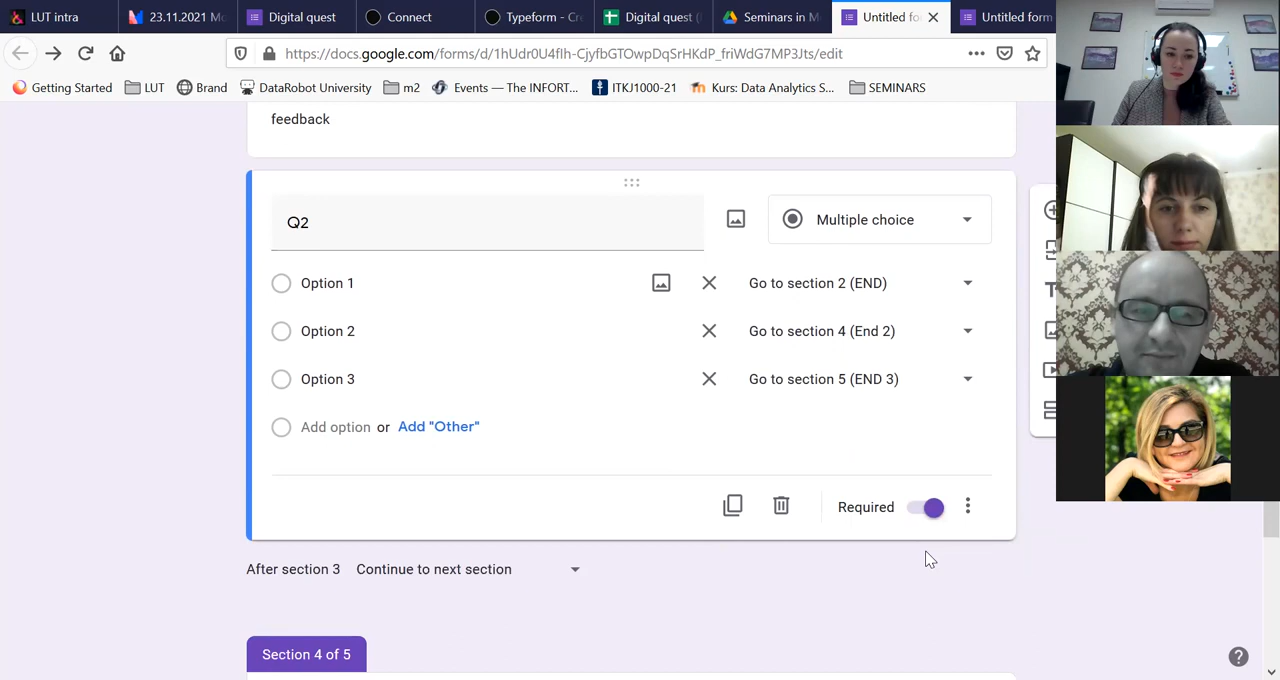 LUT intra
23.11.2021 Mo
Digital quest
Connect
Typeform - Cre
Digital quest (
Seminars in M
Untitled fo
Untitled form
https://docs.google.com/forms/d/1hUdr0U4flh-CjyfbGTOwpDqSrHKdP_friWdG7MP3Jts/edit
Getting Started
LUT
Brand
DataRobot University
m2
Events — The INFORT...
ITKJ1000-21
Kurs: Data Analytics S...
SEMINARS
feedback
Q2
Multiple choice
Option 1
Go to section 2 (END)
Option 2
Go to section 4 (End 2)
Option 3
Go to section 5 (END 3)
Add option or Add "Other"
Required
After section 3 Continue to next section
Section 4 of 5